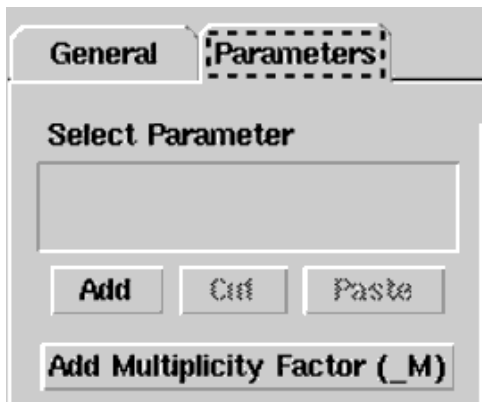 General Parameters
Select Parameter
Add Cut Paste
Add Multiplicity Factor (_M)